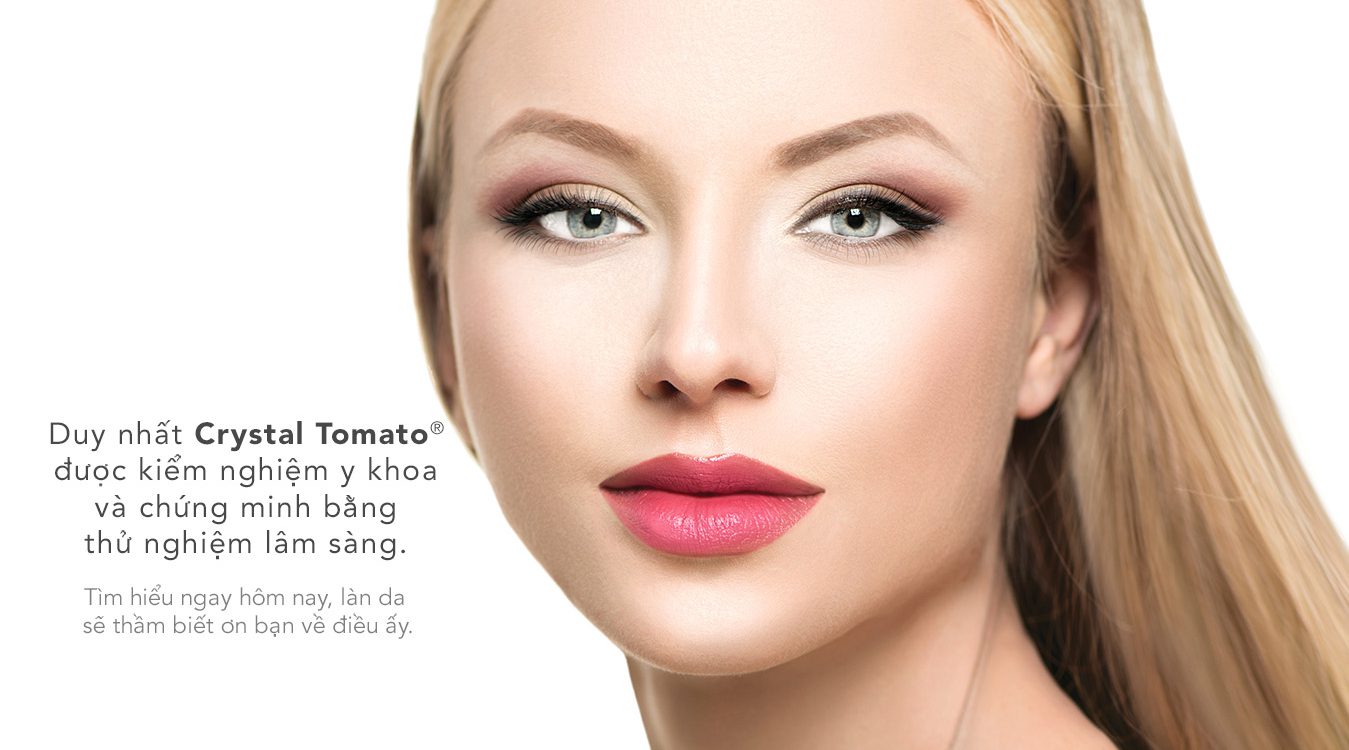 Duy nhất Crystal Tomato®
được kiểm nghiệm y khoa
và chứng minh bằng
thử nghiệm lâm sàng.
Tìm hiểu ngay hôm nay, làn da
sẽ thầm biết ơn bạn về điều ấy.